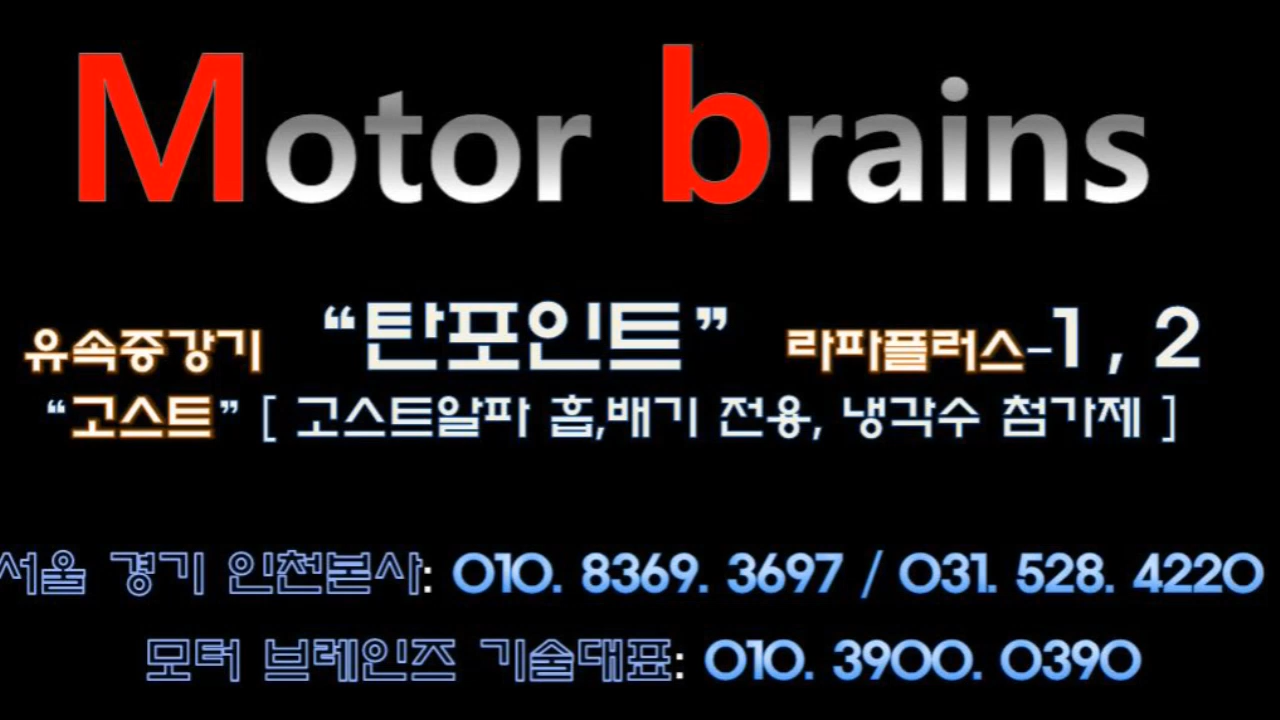 Motor brains
유속증강기 “탄포인트” 라파플러스-1, 2
“고스트” [ 고스트알파 흡,배기 전용, 냉각수 첨가제 ]
서울 경기 인천본사: 010. 8369. 3697 / 031. 528. 4220
모터 브레인즈 기술대표: 010. 3900. 0390